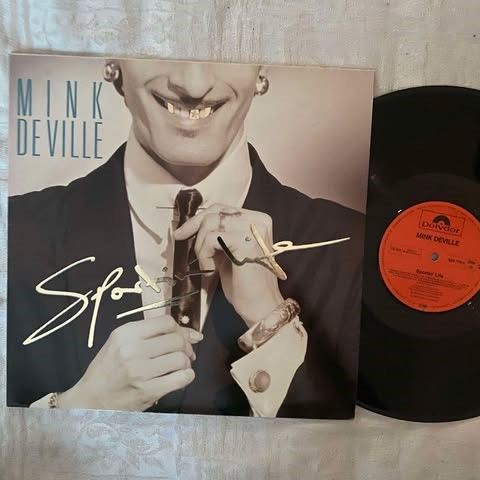 MINK
DEVILLE
Sportin' Life
Polydor
MINK DEVILLE
Sportin' Life